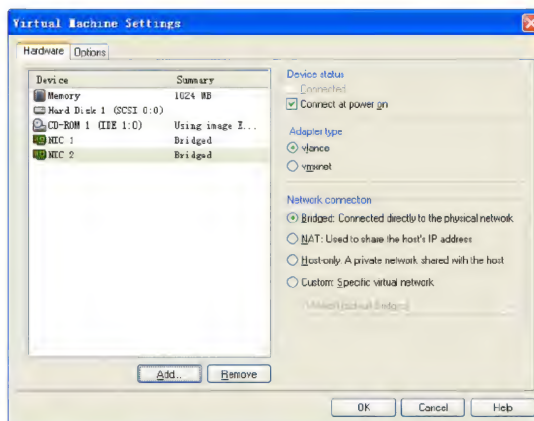 Virtual Machine Settings
Hardware Options
Device Summary
Memory 1024 MB
Hard Disk 1 (SCSI 0:0)
CD-ROM 1 (IDE 1:0) Using image E...
NIC 1 Bridged
NIC 2 Bridged
Add... Remove
Device status
Connected
Connect at power on
Adapter type
vlance
vmxnet
Network connection
Bridged: Connected directly to the physical network
NAT: Used to share the host's IP address
Host-only: A private network shared with the host
Custom: Specific virtual network
OK Cancel Help